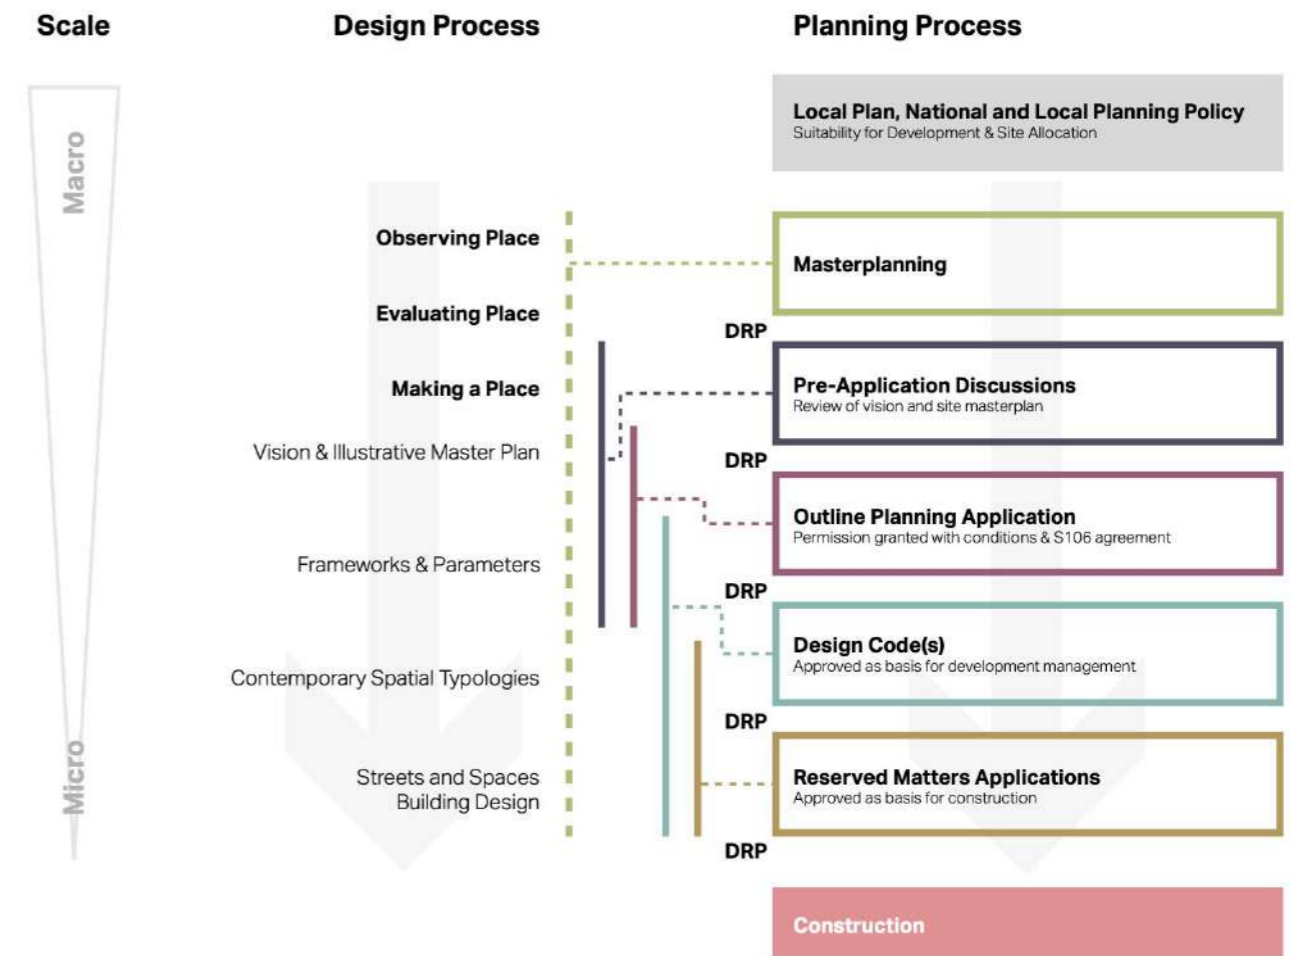 Scale
Design Process
Planning Process
Macro
Micro
Observing Place
Evaluating Place
Making a Place
Vision & Illustrative Master Plan
Frameworks & Parameters
Contemporary Spatial Typologies
Streets and Spaces
Building Design
Local Plan, National and Local Planning Policy
Suitability for Development & Site Allocation
Masterplanning
DRP
Pre-Application Discussions
Review of vision and site masterplan
DRP
Outline Planning Application
Permission granted with conditions & S106 agreement
DRP
Design Code(s)
Approved as basis for development management
DRP
Reserved Matters Applications
Approved as basis for construction
DRP
Construction